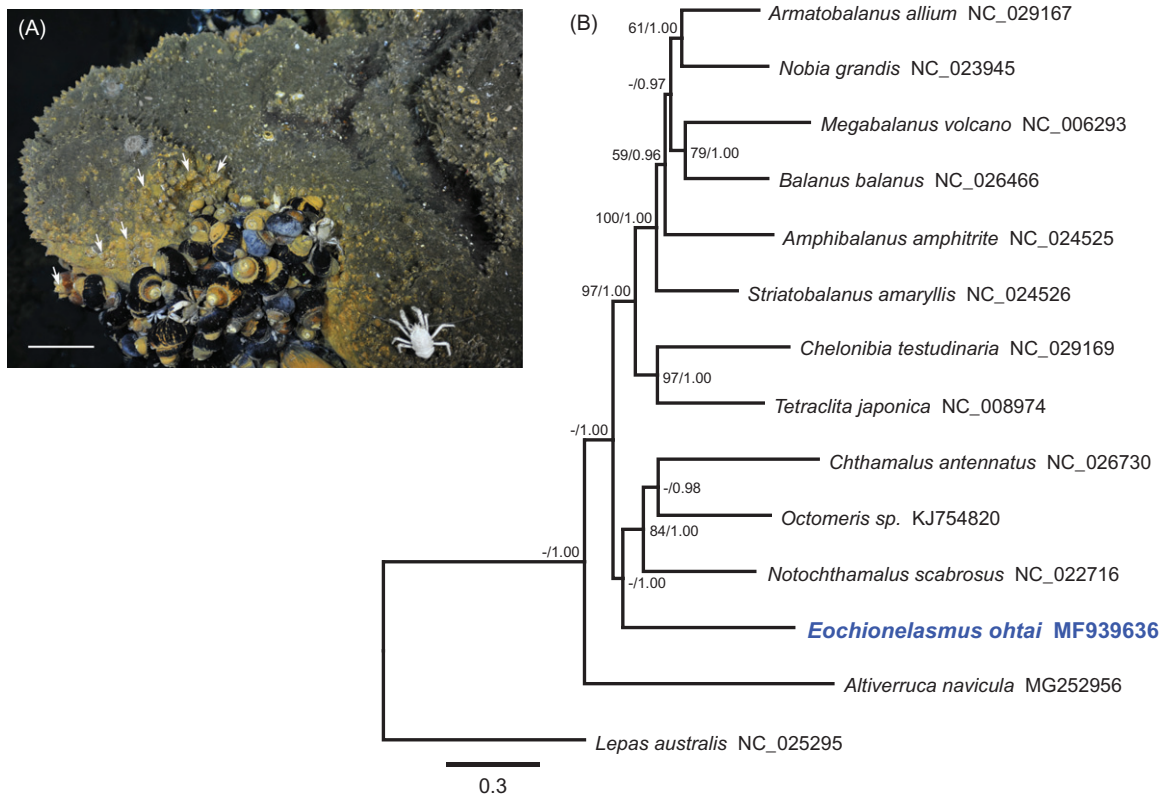 (A)
(B)
Armatobalanus allium NC_029167
61/1.00
Nobia grandis NC_023945
-/0.97
Megabalanus volcano NC_006293
79/1.00
59/0.96
Balanus balanus NC_026466
100/1.00
Amphibalanus amphitrite NC_024525
97/1.00
Striatobalanus amaryllis NC_024526
Chelonibia testudinaria NC_029169
97/1.00
Tetraclita japonica NC_008974
-/1.00
Chthamalus antennatus NC_026730
-/0.98
Octomeris sp. KJ754820
84/1.00
-/1.00
Notochthamalus scabrosus NC_022716
-/1.00
Eochionelasmus ohtai MF939636
Altiverruca navicula MG252956
Lepas australis NC_025295
0.3